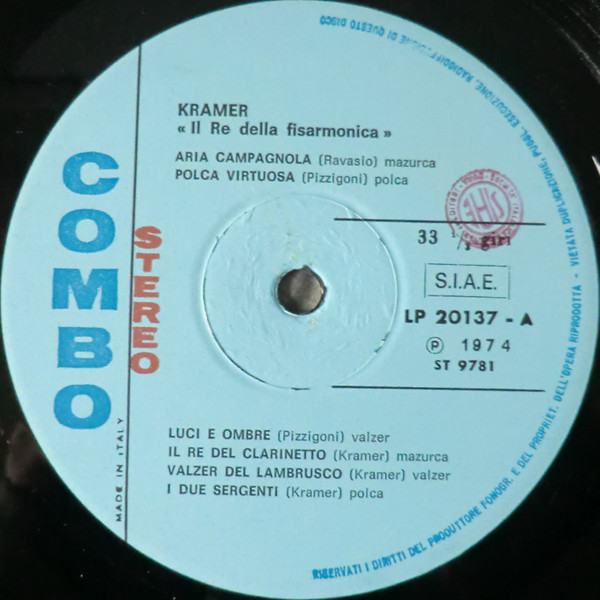 KRAMER
« Il Re della fisarmonica »
ARIA CAMPAGNOLA (Ravasio) mazurca
POLCA VIRTUOSA (Pizzigoni) polca
COMBO
STEREO
33 ⅓ giri
S.I.A.E.
LP 20137 - A
Ⓟ 1974
ST 9781
LUCI E OMBRE (Pizzigoni) valzer
IL RE DEL CLARINETTO (Kramer) mazurca
VALZER DEL LAMBRUSCO (Kramer) valzer
I DUE SERGENTI (Kramer) polca
MADE IN ITALY
RISERVATI I DIRITTI DEL PRODUTTORE FONOGR. E DEL PROPRIET. DELL'OPERA RIPRODOTTA - VIETATA DUPLICAZIONE, PUBBL. ESECUZIONE, RADIODIFFUSIONE DI QUESTO DISCO